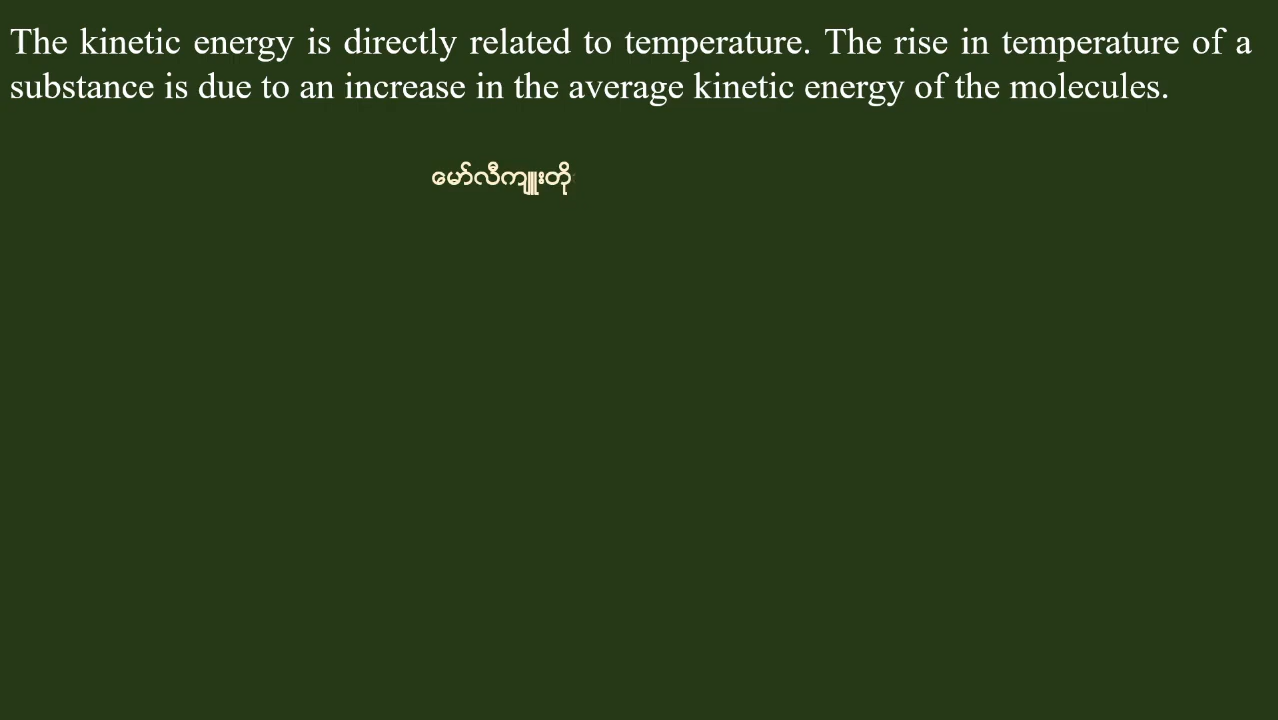 The kinetic energy is directly related to temperature. The rise in temperature of a
substance is due to an increase in the average kinetic energy of the molecules.
မော်လီကျူးတို